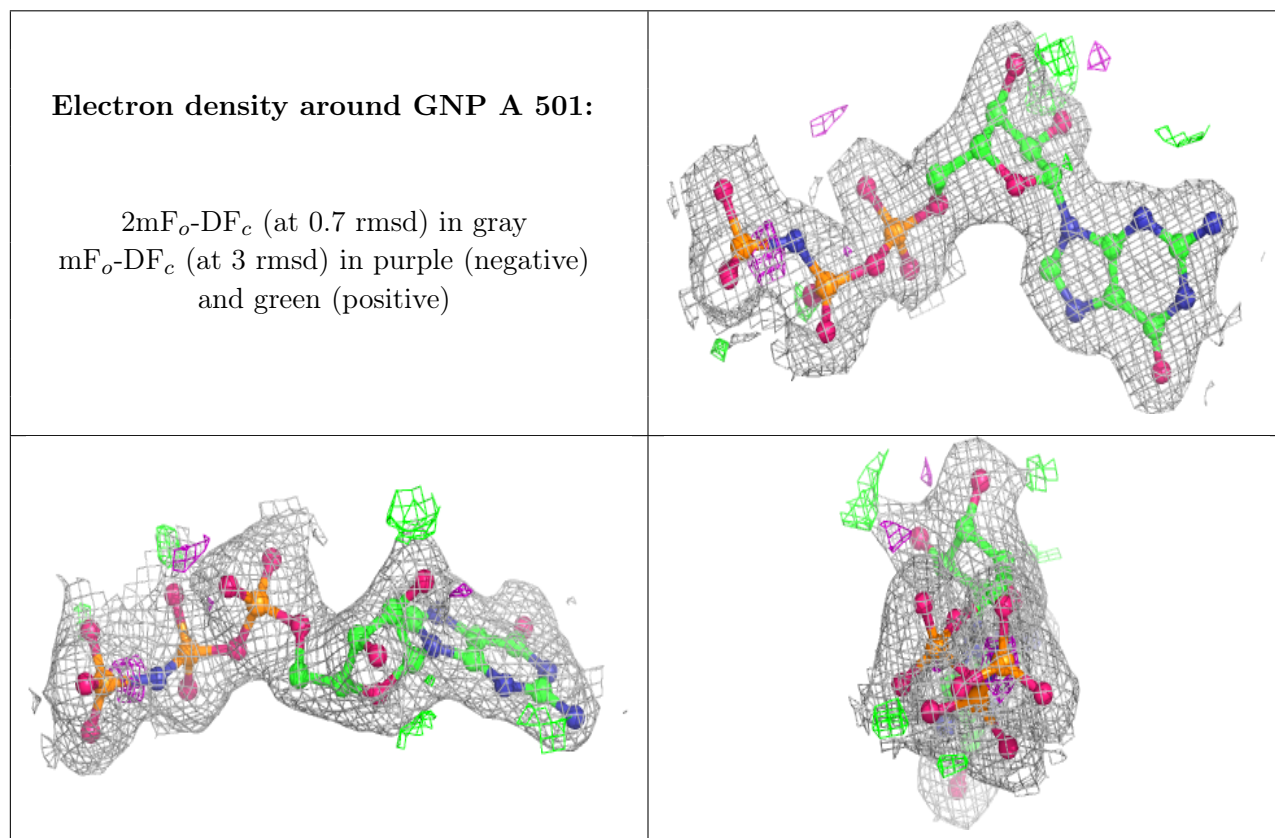 Electron density around GNP A 501:
2mFo-DFc (at 0.7 rmsd) in gray
mFo-DFc (at 3 rmsd) in purple (negative)
and green (positive)